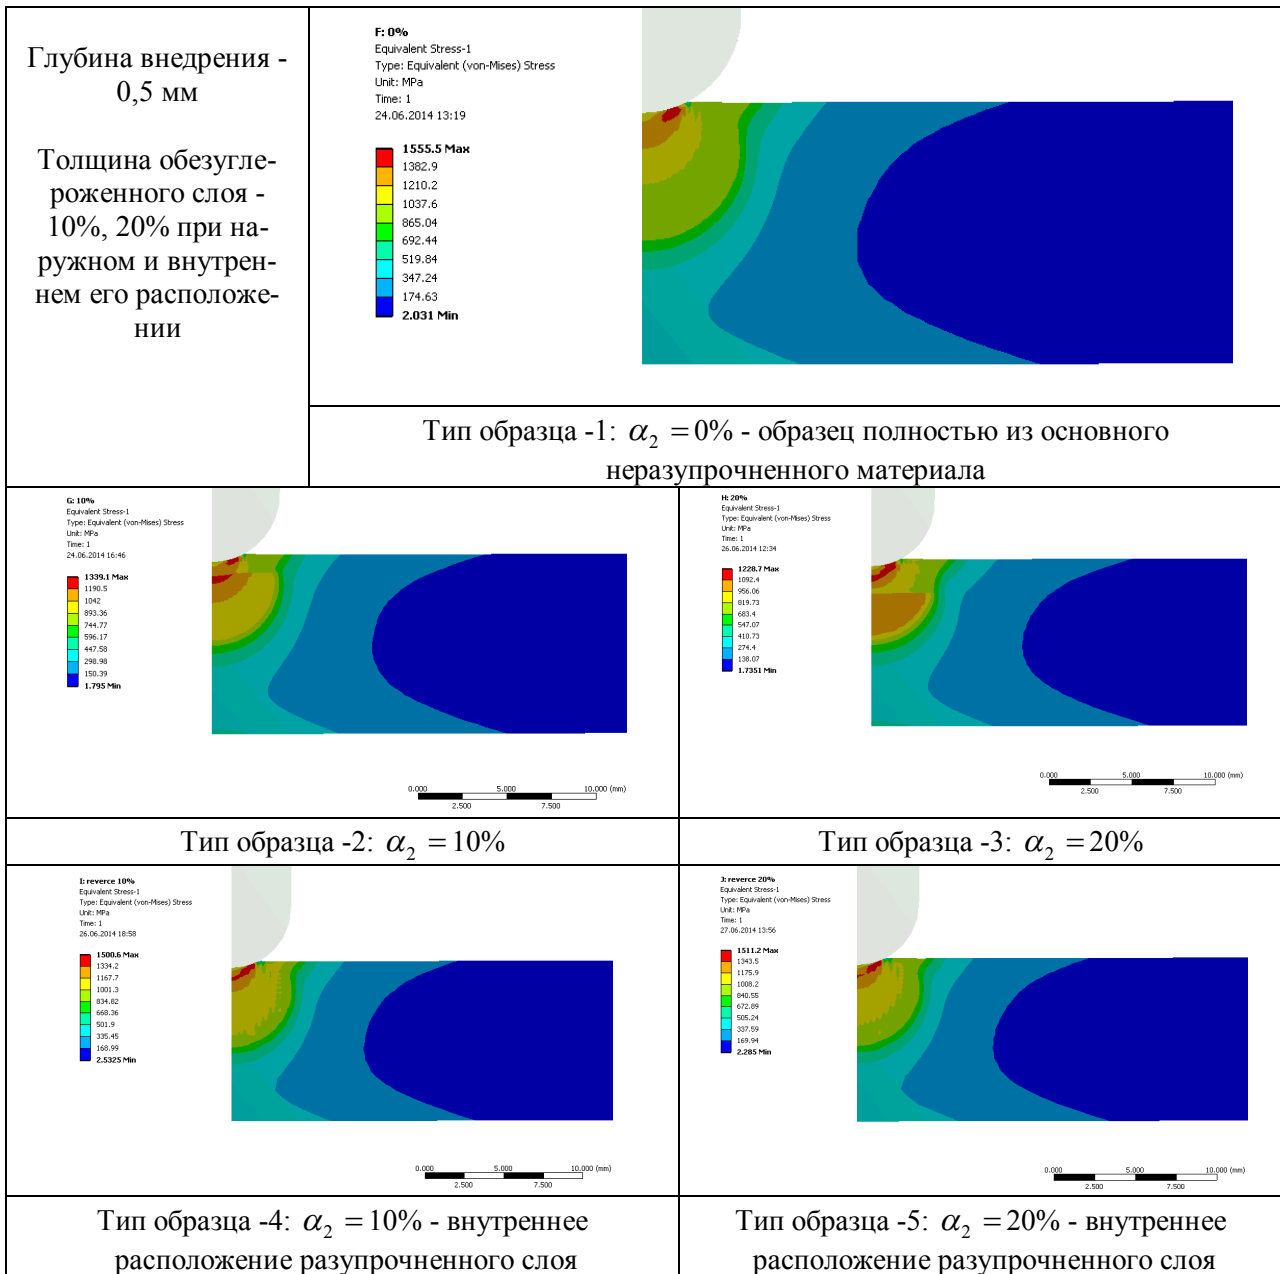 Глубина внедрения -
0,5 мм
Толщина обезугле-
роженного слоя -
10%, 20% при на-
ружном и внутрен-
нем его расположе-
нии
F: 0%
Equivalent Stress-1
Type: Equivalent (von-Mises) Stress
Unit: MPa
Time: 1
24.06.2014 13:19
1555.5 Max
1382.9
1210.2
1037.6
865.04
692.44
519.84
347.24
174.63
2.031 Min
Тип образца -1: α₂ = 0% - образец полностью из основного
неразупрочненного материала
G: 10%
Equivalent Stress-1
Type: Equivalent (von-Mises) Stress
Unit: MPa
Time: 1
24.06.2014 16:46
1339.1 Max
1190.5
1042
893.36
744.77
596.17
447.58
298.98
150.39
1.795 Min
0.000 5.000 10.000 (mm)
2.500 7.500
Тип образца -2: α₂ = 10%
H: 20%
Equivalent Stress-1
Type: Equivalent (von-Mises) Stress
Unit: MPa
Time: 1
26.06.2014 12:34
1228.7 Max
1092.4
956.06
819.73
683.4
547.07
410.73
274.4
138.07
1.7351 Min
0.000 5.000 10.000 (mm)
2.500 7.500
Тип образца -3: α₂ = 20%
I: reverce 10%
Equivalent Stress-1
Type: Equivalent (von-Mises) Stress
Unit: MPa
Time: 1
26.06.2014 18:58
1500.6 Max
1334.2
1167.7
1001.3
834.82
668.36
501.9
335.45
168.99
2.5325 Min
0.000 5.000 10.000 (mm)
2.500 7.500
Тип образца -4: α₂ = 10% - внутреннее
расположение разупрочненного слоя
J: reverce 20%
Equivalent Stress-1
Type: Equivalent (von-Mises) Stress
Unit: MPa
Time: 1
27.06.2014 13:56
1511.2 Max
1343.5
1175.9
1008.2
840.55
672.89
505.24
337.59
169.94
2.285 Min
0.000 5.000 10.000 (mm)
2.500 7.500
Тип образца -5: α₂ = 20% - внутреннее
расположение разупрочненного слоя